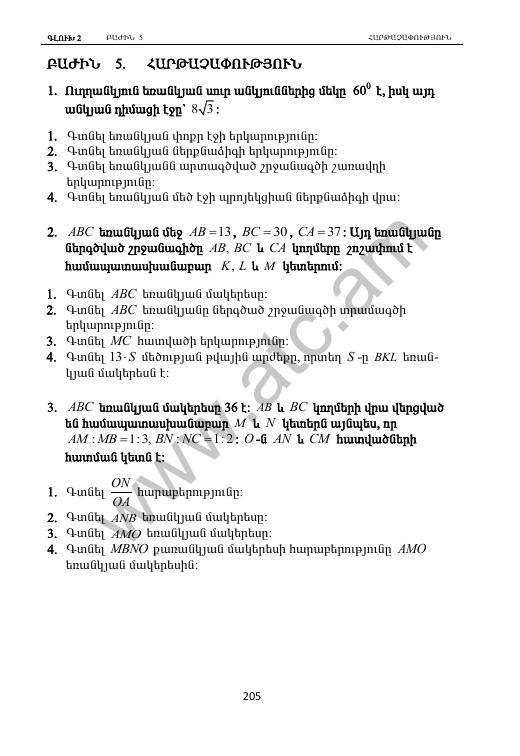 ԳԼՈՒԽ 2 ԲԱԺԻՆ 5 ՀԱՐԹԱՉԱՓՈՒԹՅՈՒՆ
ԲԱԺԻՆ 5. ՀԱՐԹԱՉԱՓՈՒԹՅՈՒՆ
1. Ուղղանկյուն եռանկյան սուր անկյուններից մեկը 60⁰ է, իսկ այդ
անկյան դիմացի էջը՝ 8√3 :
1. Գտնել եռանկյան փոքր էջի երկարությունը:
2. Գտնել եռանկյան ներքնաձիգի երկարությունը:
3. Գտնել եռանկյանն արտագծված շրջանագծի շառավղի
երկարությունը:
4. Գտնել եռանկյան մեծ էջի պրոյեկցիան ներքնաձիգի վրա:
2. ABC եռանկյան մեջ AB = 13, BC = 30, CA = 37: Այդ եռանկյանը
ներգծված շրջանագիծը AB, BC և CA կողմերը շոշափում է
համապատասխանաբար K, L և M կետերում:
1. Գտնել ABC եռանկյան մակերեսը:
2. Գտնել ABC եռանկյանը ներգծած շրջանագծի տրամագծի
երկարությունը:
3. Գտնել MC հատվածի երկարությունը:
4. Գտնել 13·S մեծության թվային արժեքը, որտեղ S -ը BKL եռան-
կյան մակերեսն է:
3. ABC եռանկյան մակերեսը 36 է: AB և BC կողմերի վրա վերցված
են համապատասխանաբար M և N կետերն այնպես, որ
AM : MB = 1:3, BN : NC = 1:2: O -ն AN և CM հատվածների
հատման կետն է:
1. Գտնել ON/OA հարաբերությունը:
2. Գտնել ANB եռանկյան մակերեսը:
3. Գտնել AMO եռանկյան մակերեսը:
4. Գտնել MBNO քառանկյան մակերեսի հարաբերությունը AMO
եռանկյան մակերեսին:
www.atc.am
205